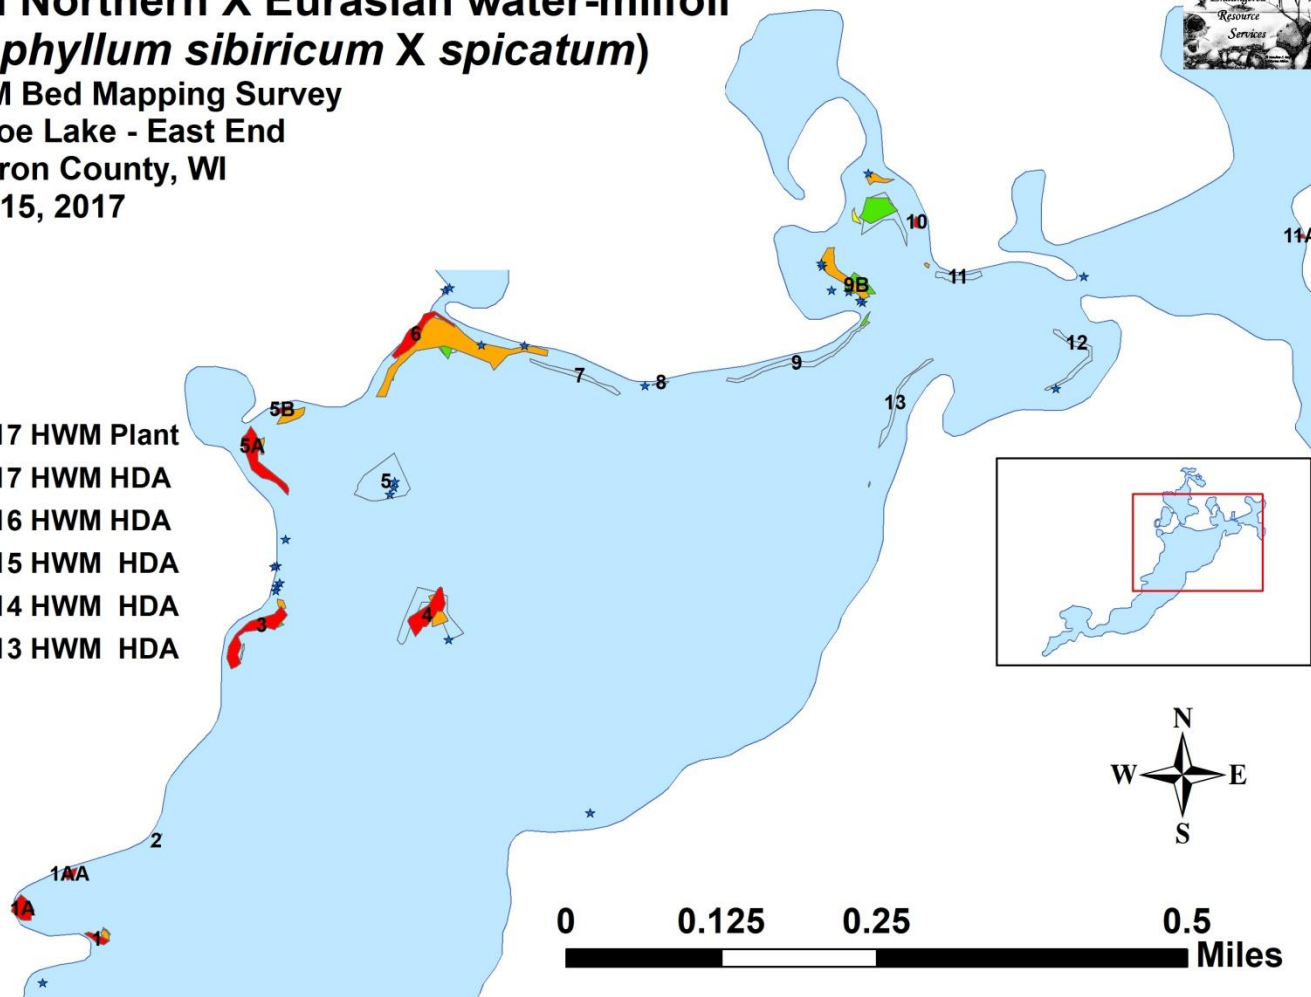 Northern X Eurasian water-milfoil
phyllum sibiricum X spicatum)
M Bed Mapping Survey
oe Lake - East End
ron County, WI
15, 2017
Resource
Services
10
11A
9B
11
6
12
7
8
9
13
5B
5A
5
17 HWM Plant
17 HWM HDA
16 HWM HDA
15 HWM HDA
14 HWM HDA
13 HWM HDA
4
3
2
1AA
1A
1
N
W E
S
0 0.125 0.25 0.5
Miles